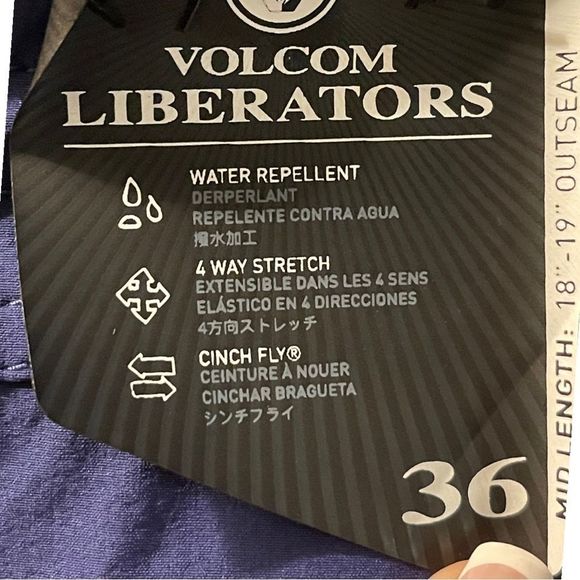 VOLCOM
LIBERATORS
WATER REPELLENT
DERPERLANT
REPELENTE CONTRA AGUA
撥水加工
4 WAY STRETCH
EXTENSIBLE DANS LES 4 SENS
ELÁSTICO EN 4 DIRECCIONES
4方向ストレッチ
CINCH FLY®
CEINTURE À NOUER
CINCHAR BRAGUETA
シンチフライ
36
MID LENGTH: 18"-19" OUTSEAM